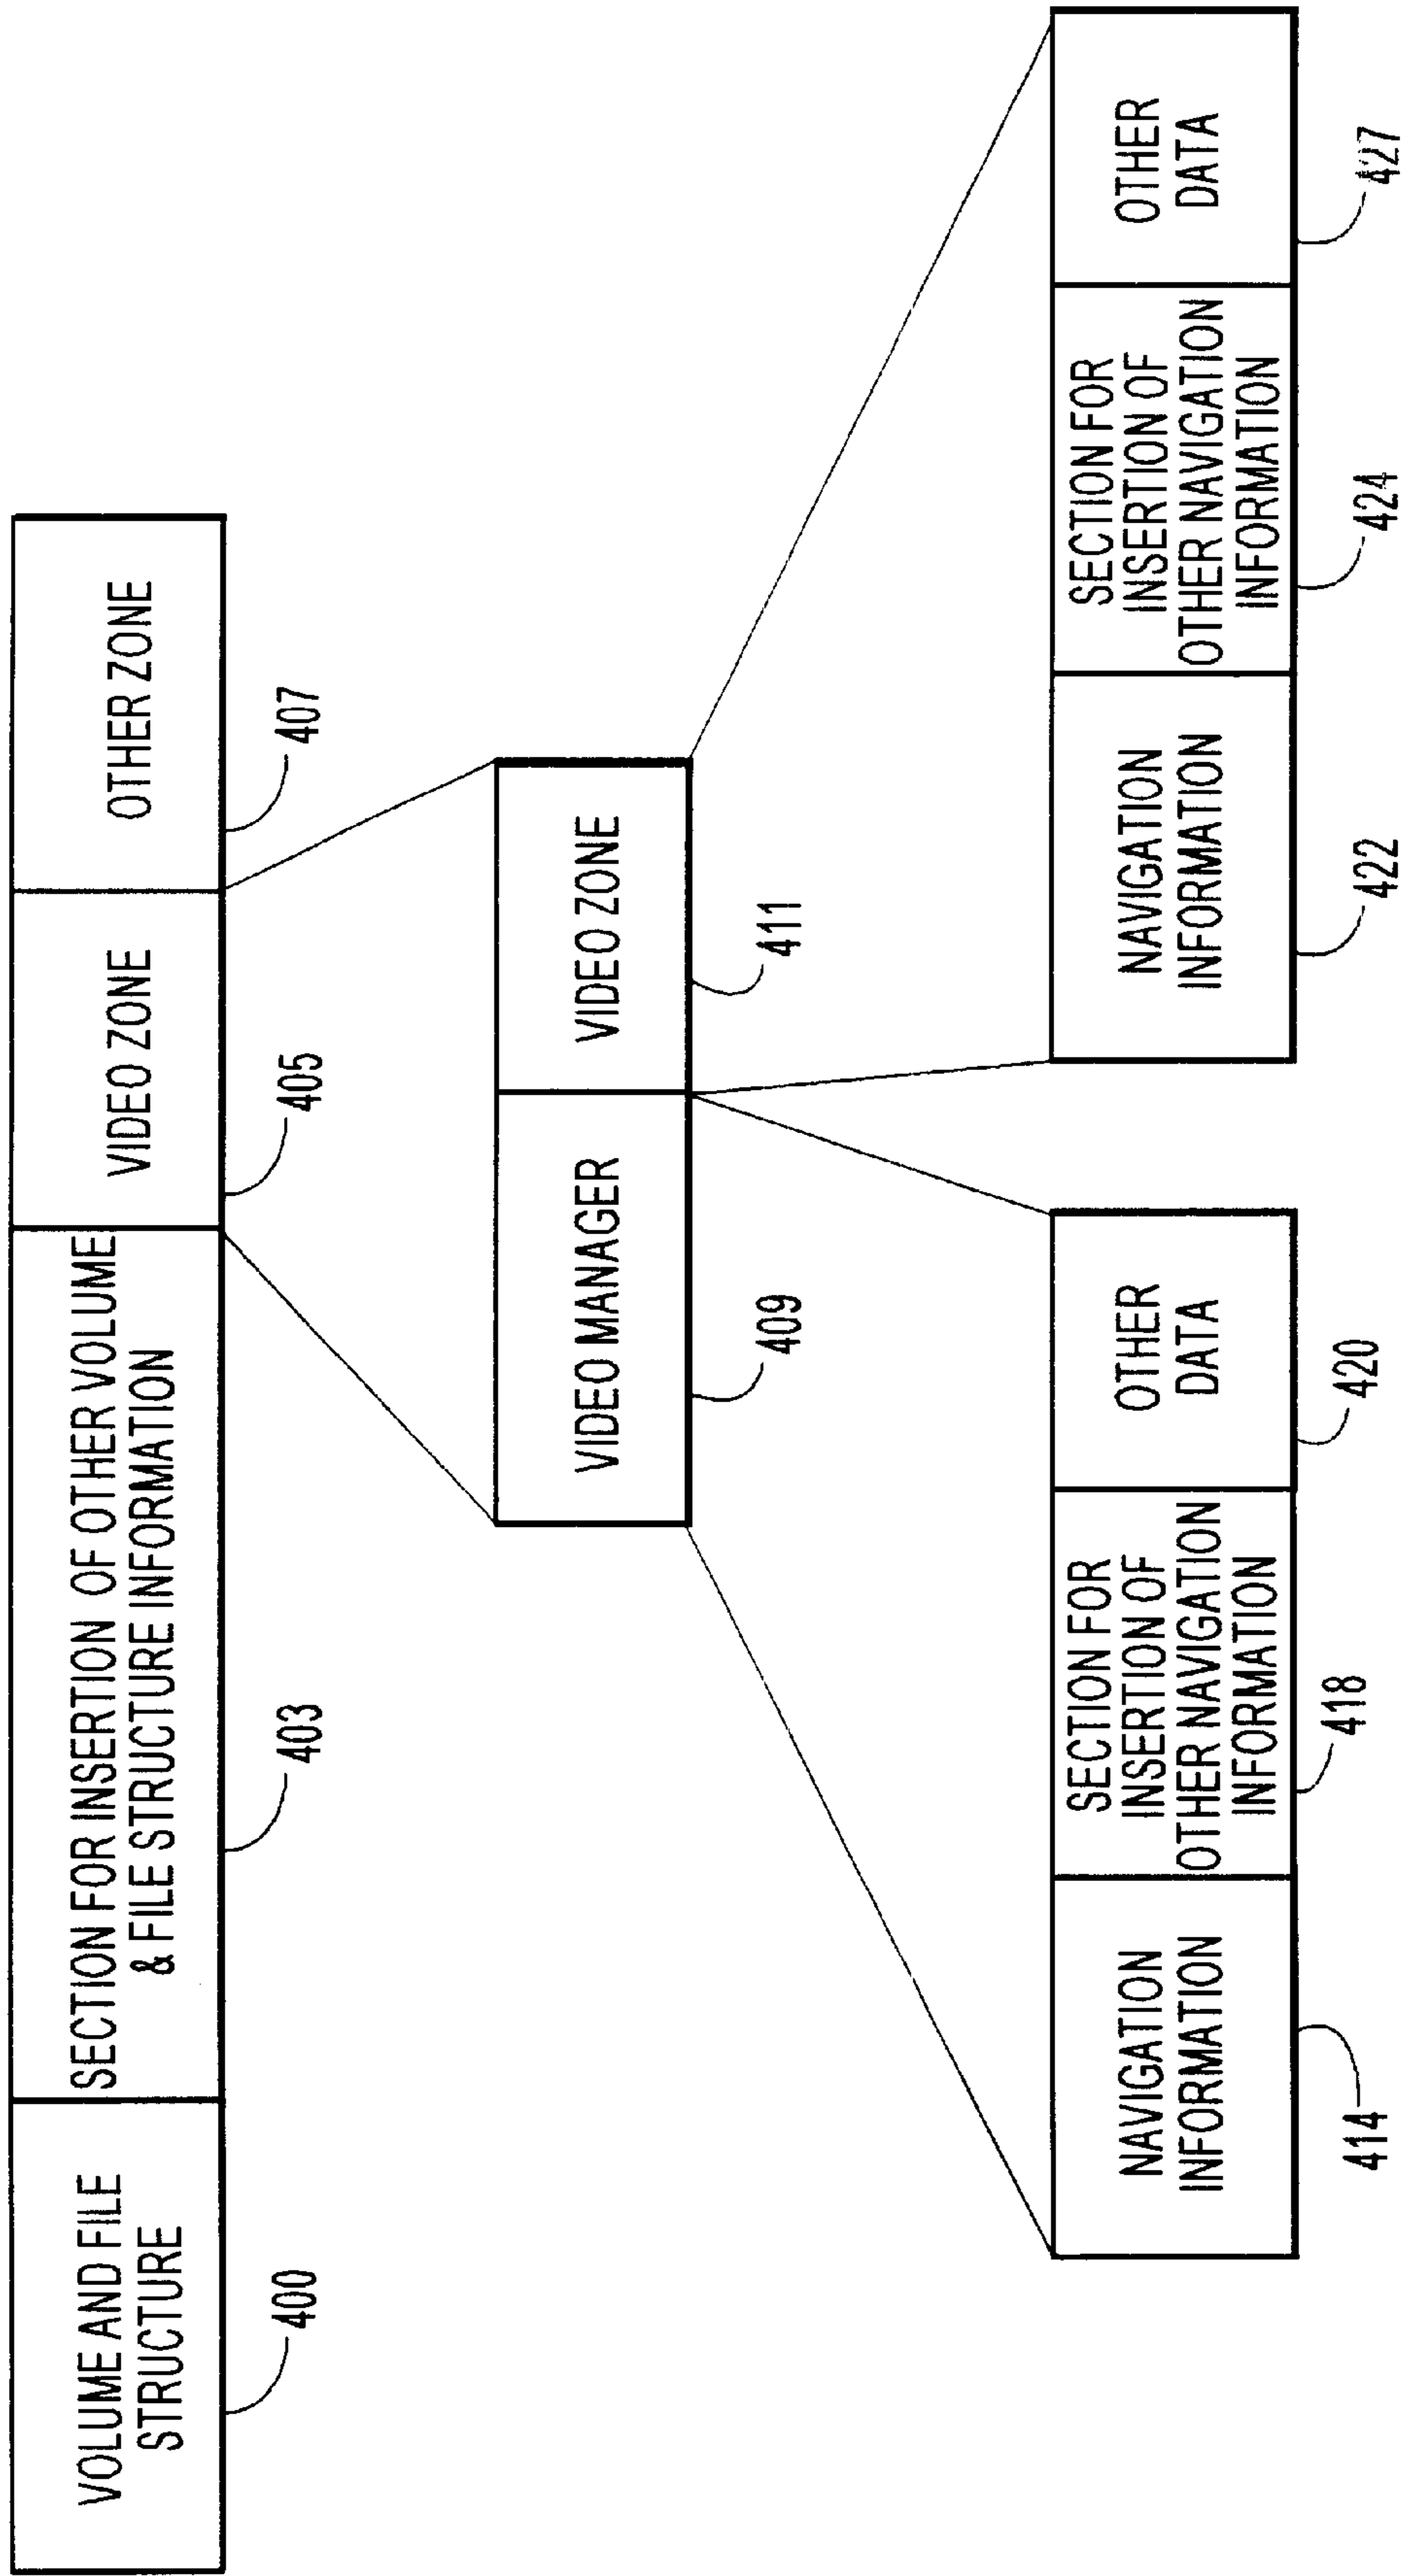 VOLUME AND FILE
STRUCTURE
400
SECTION FOR INSERTION OF OTHER VOLUME
& FILE STRUCTURE INFORMATION
403
VIDEO ZONE
405
OTHER ZONE
407
VIDEO MANAGER
409
VIDEO ZONE
411
NAVIGATION
INFORMATION
414
SECTION FOR
INSERTION OF
OTHER NAVIGATION
INFORMATION
418
OTHER
DATA
420
NAVIGATION
INFORMATION
422
SECTION FOR
INSERTION OF
OTHER NAVIGATION
INFORMATION
424
OTHER
DATA
427